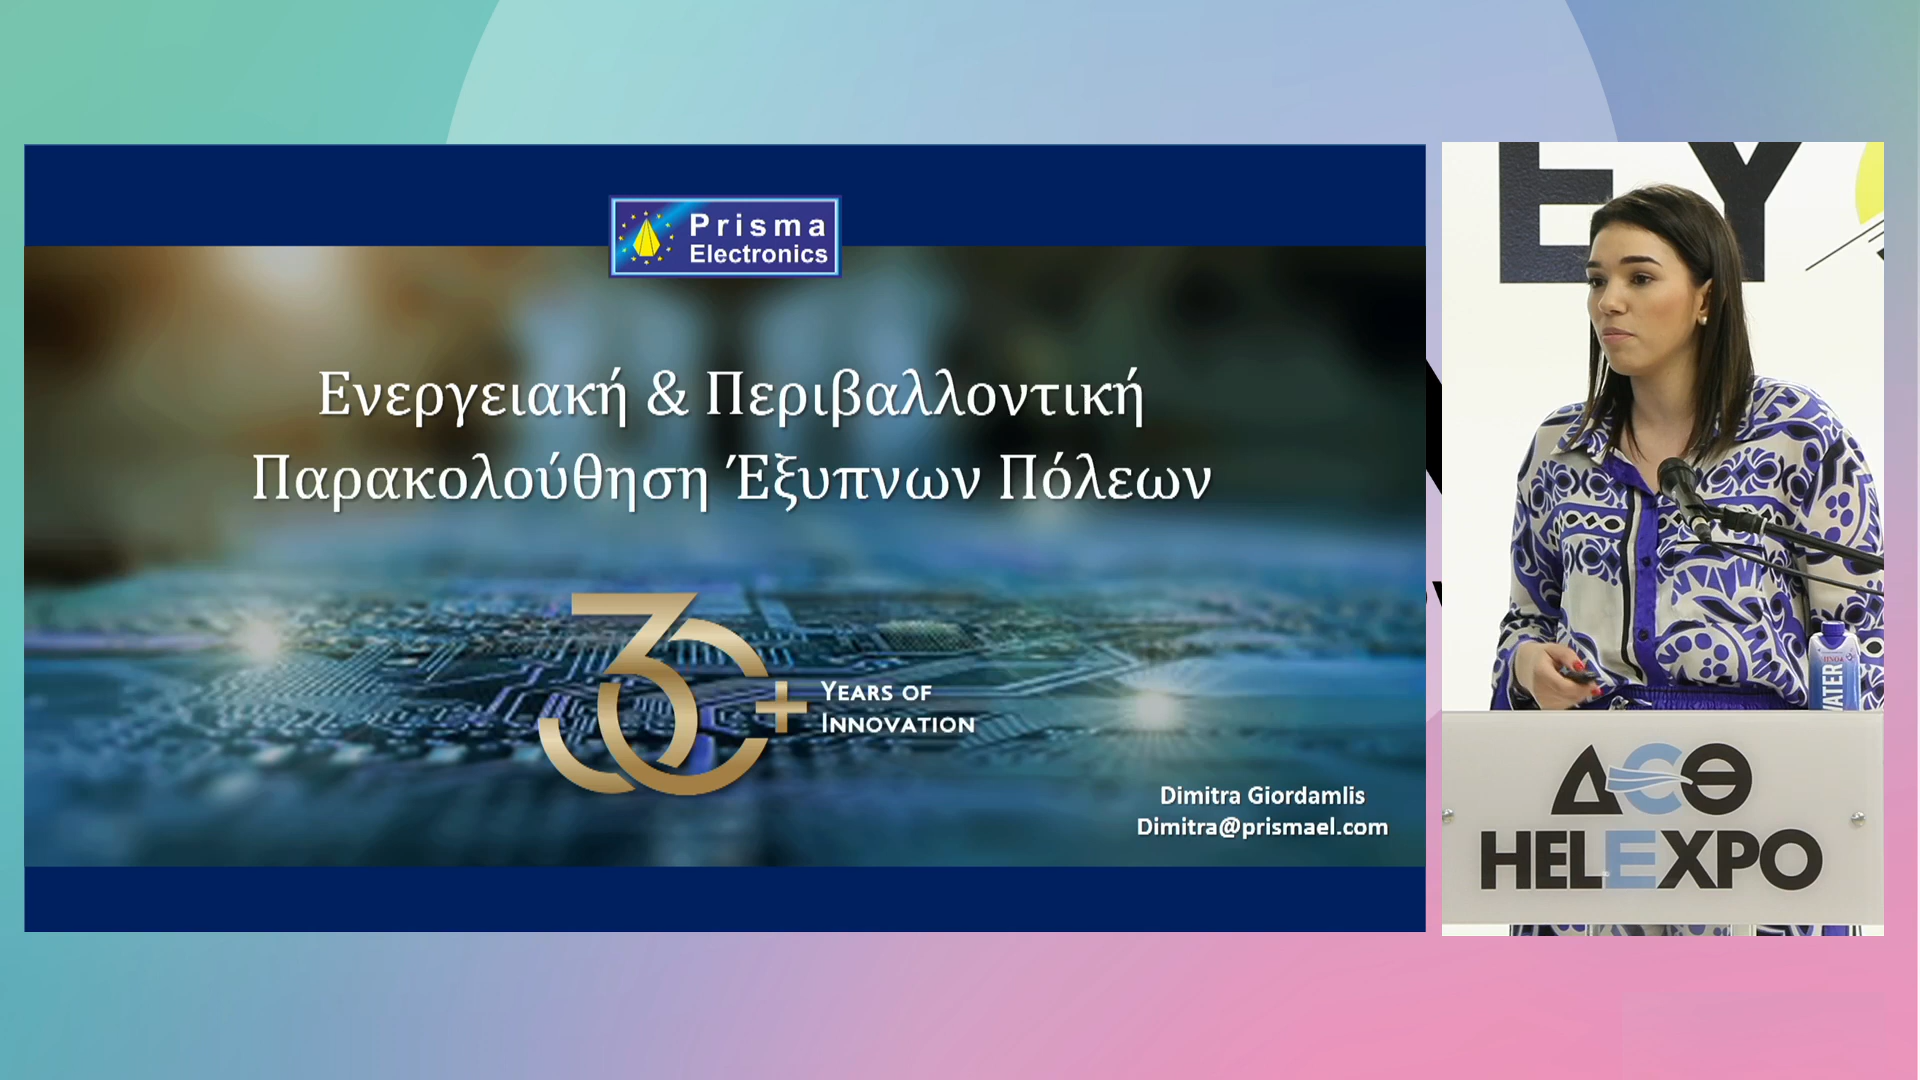 Prisma
Electronics
Ενεργειακή & Περιβαλλοντική
Παρακολούθηση Έξυπνων Πόλεων
30+
YEARS OF
INNOVATION
Dimitra Giordamlis
Dimitra@prismael.com
EY
WATER
ΔΕΘ
HELEXPO